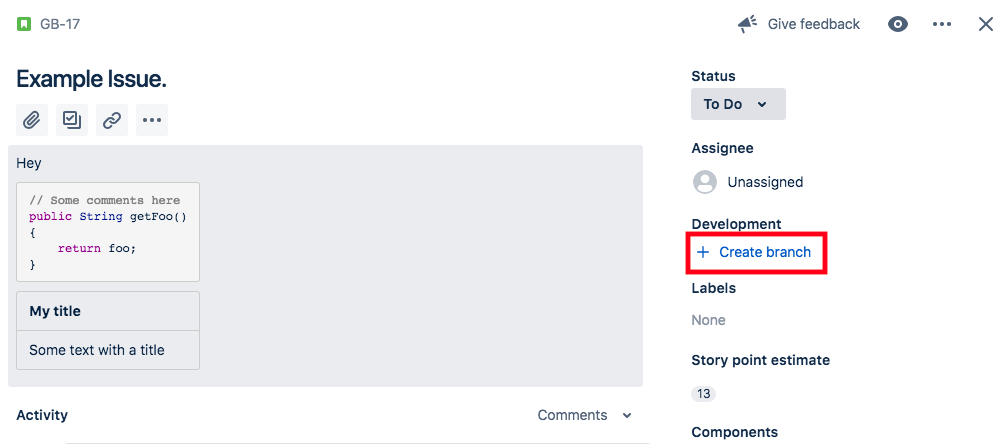 GB-17
Give feedback
Example Issue.
Hey
// Some comments here
public String getFoo()
{
    return foo;
}
My title
Some text with a title
Activity
Comments
Status
To Do
Assignee
Unassigned
Development
+ Create branch
Labels
None
Story point estimate
13
Components